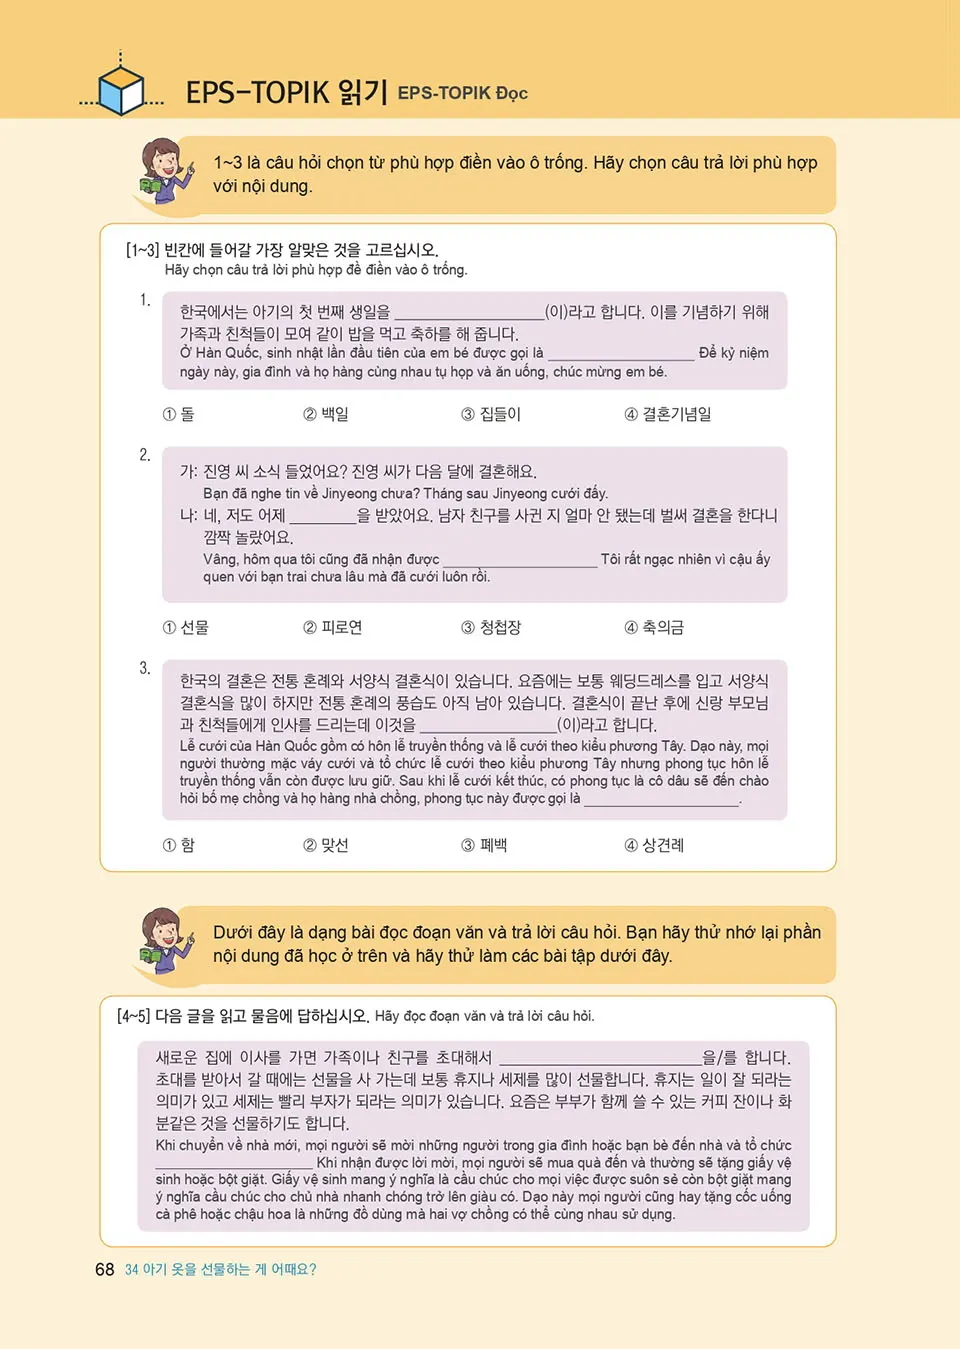 EPS-TOPIK 읽기 EPS-TOPIK Đọc
1~3 là câu hỏi chọn từ phù hợp điền vào ô trống. Hãy chọn câu trả lời phù hợp
với nội dung.
[1~3] 빈칸에 들어갈 가장 알맞은 것을 고르십시오.
Hãy chọn câu trả lời phù hợp để điền vào ô trống.
1.
한국에서는 아기의 첫 번째 생일을 __________________(이)라고 합니다. 이를 기념하기 위해
가족과 친척들이 모여 같이 밥을 먹고 축하를 해 줍니다.
Ở Hàn Quốc, sinh nhật lần đầu tiên của em bé được gọi là __________________ Để kỷ niệm
ngày này, gia đình và họ hàng cùng nhau tụ họp và ăn uống, chúc mừng em bé.
① 돌 ② 백일 ③ 집들이 ④ 결혼기념일
2.
가: 진영 씨 소식 들었어요? 진영 씨가 다음 달에 결혼해요.
Bạn đã nghe tin về Jinyeong chưa? Tháng sau Jinyeong cưới đấy.
나: 네, 저도 어제 ________을 받았어요. 남자 친구를 사귄 지 얼마 안 됐는데 벌써 결혼을 한다니
깜짝 놀랐어요.
Vâng, hôm qua tôi cũng đã nhận được ___________________ Tôi rất ngạc nhiên vì cậu ấy
quen với bạn trai chưa lâu mà đã cưới luôn rồi.
① 선물 ② 피로연 ③ 청첩장 ④ 축의금
3.
한국의 결혼은 전통 혼례와 서양식 결혼식이 있습니다. 요즘에는 보통 웨딩드레스를 입고 서양식
결혼식을 많이 하지만 전통 혼례의 풍습도 아직 남아 있습니다. 결혼식이 끝난 후에 신랑 부모님
과 친척들에게 인사를 드리는데 이것을 ________________(이)라고 합니다.
Lễ cưới của Hàn Quốc gồm có hôn lễ truyền thống và lễ cưới theo kiểu phương Tây. Dạo này, mọi
người thường mặc váy cưới và tổ chức lễ cưới theo kiểu phương Tây nhưng phong tục hôn lễ
truyền thống vẫn còn được lưu giữ. Sau khi lễ cưới kết thúc, có phong tục là cô dâu sẽ đến chào
hỏi bố mẹ chồng và họ hàng nhà chồng, phong tục này được gọi là ___________________.
① 함 ② 맞선 ③ 폐백 ④ 상견례
Dưới đây là dạng bài đọc đoạn văn và trả lời câu hỏi. Bạn hãy thử nhớ lại phần
nội dung đã học ở trên và hãy thử làm các bài tập dưới đây.
[4~5] 다음 글을 읽고 물음에 답하십시오. Hãy đọc đoạn văn và trả lời câu hỏi.
새로운 집에 이사를 가면 가족이나 친구를 초대해서 ________________________을/를 합니다.
초대를 받아서 갈 때에는 선물을 사 가는데 보통 휴지나 세제를 많이 선물합니다. 휴지는 일이 잘 되라는
의미가 있고 세제는 빨리 부자가 되라는 의미가 있습니다. 요즘은 부부가 함께 쓸 수 있는 커피 잔이나 화
분같은 것을 선물하기도 합니다.
Khi chuyển về nhà mới, mọi người sẽ mời những người trong gia đình hoặc bạn bè đến nhà và tổ chức
___________________ Khi nhận được lời mời, mọi người sẽ mua quà đến và thường sẽ tặng giấy vệ
sinh hoặc bột giặt. Giấy vệ sinh mang ý nghĩa là cầu chúc cho mọi việc được suôn sẻ còn bột giặt mang
ý nghĩa cầu chúc cho chủ nhà nhanh chóng trở lên giàu có. Dạo này mọi người cũng hay tặng cốc uống
cà phê hoặc chậu hoa là những đồ dùng mà hai vợ chồng có thể cùng nhau sử dụng.
68 34 아기 옷을 선물하는 게 어때요?